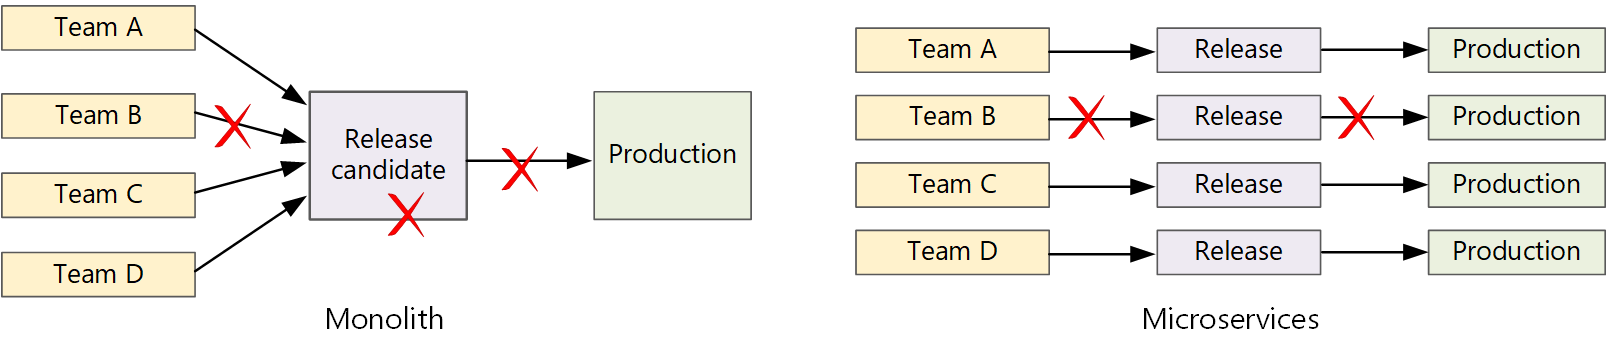 Team A
Team B
Team C
Team D
Release
candidate
Production
Monolith
Team A
Release
Production
Team B
Release
Production
Team C
Release
Production
Team D
Release
Production
Microservices